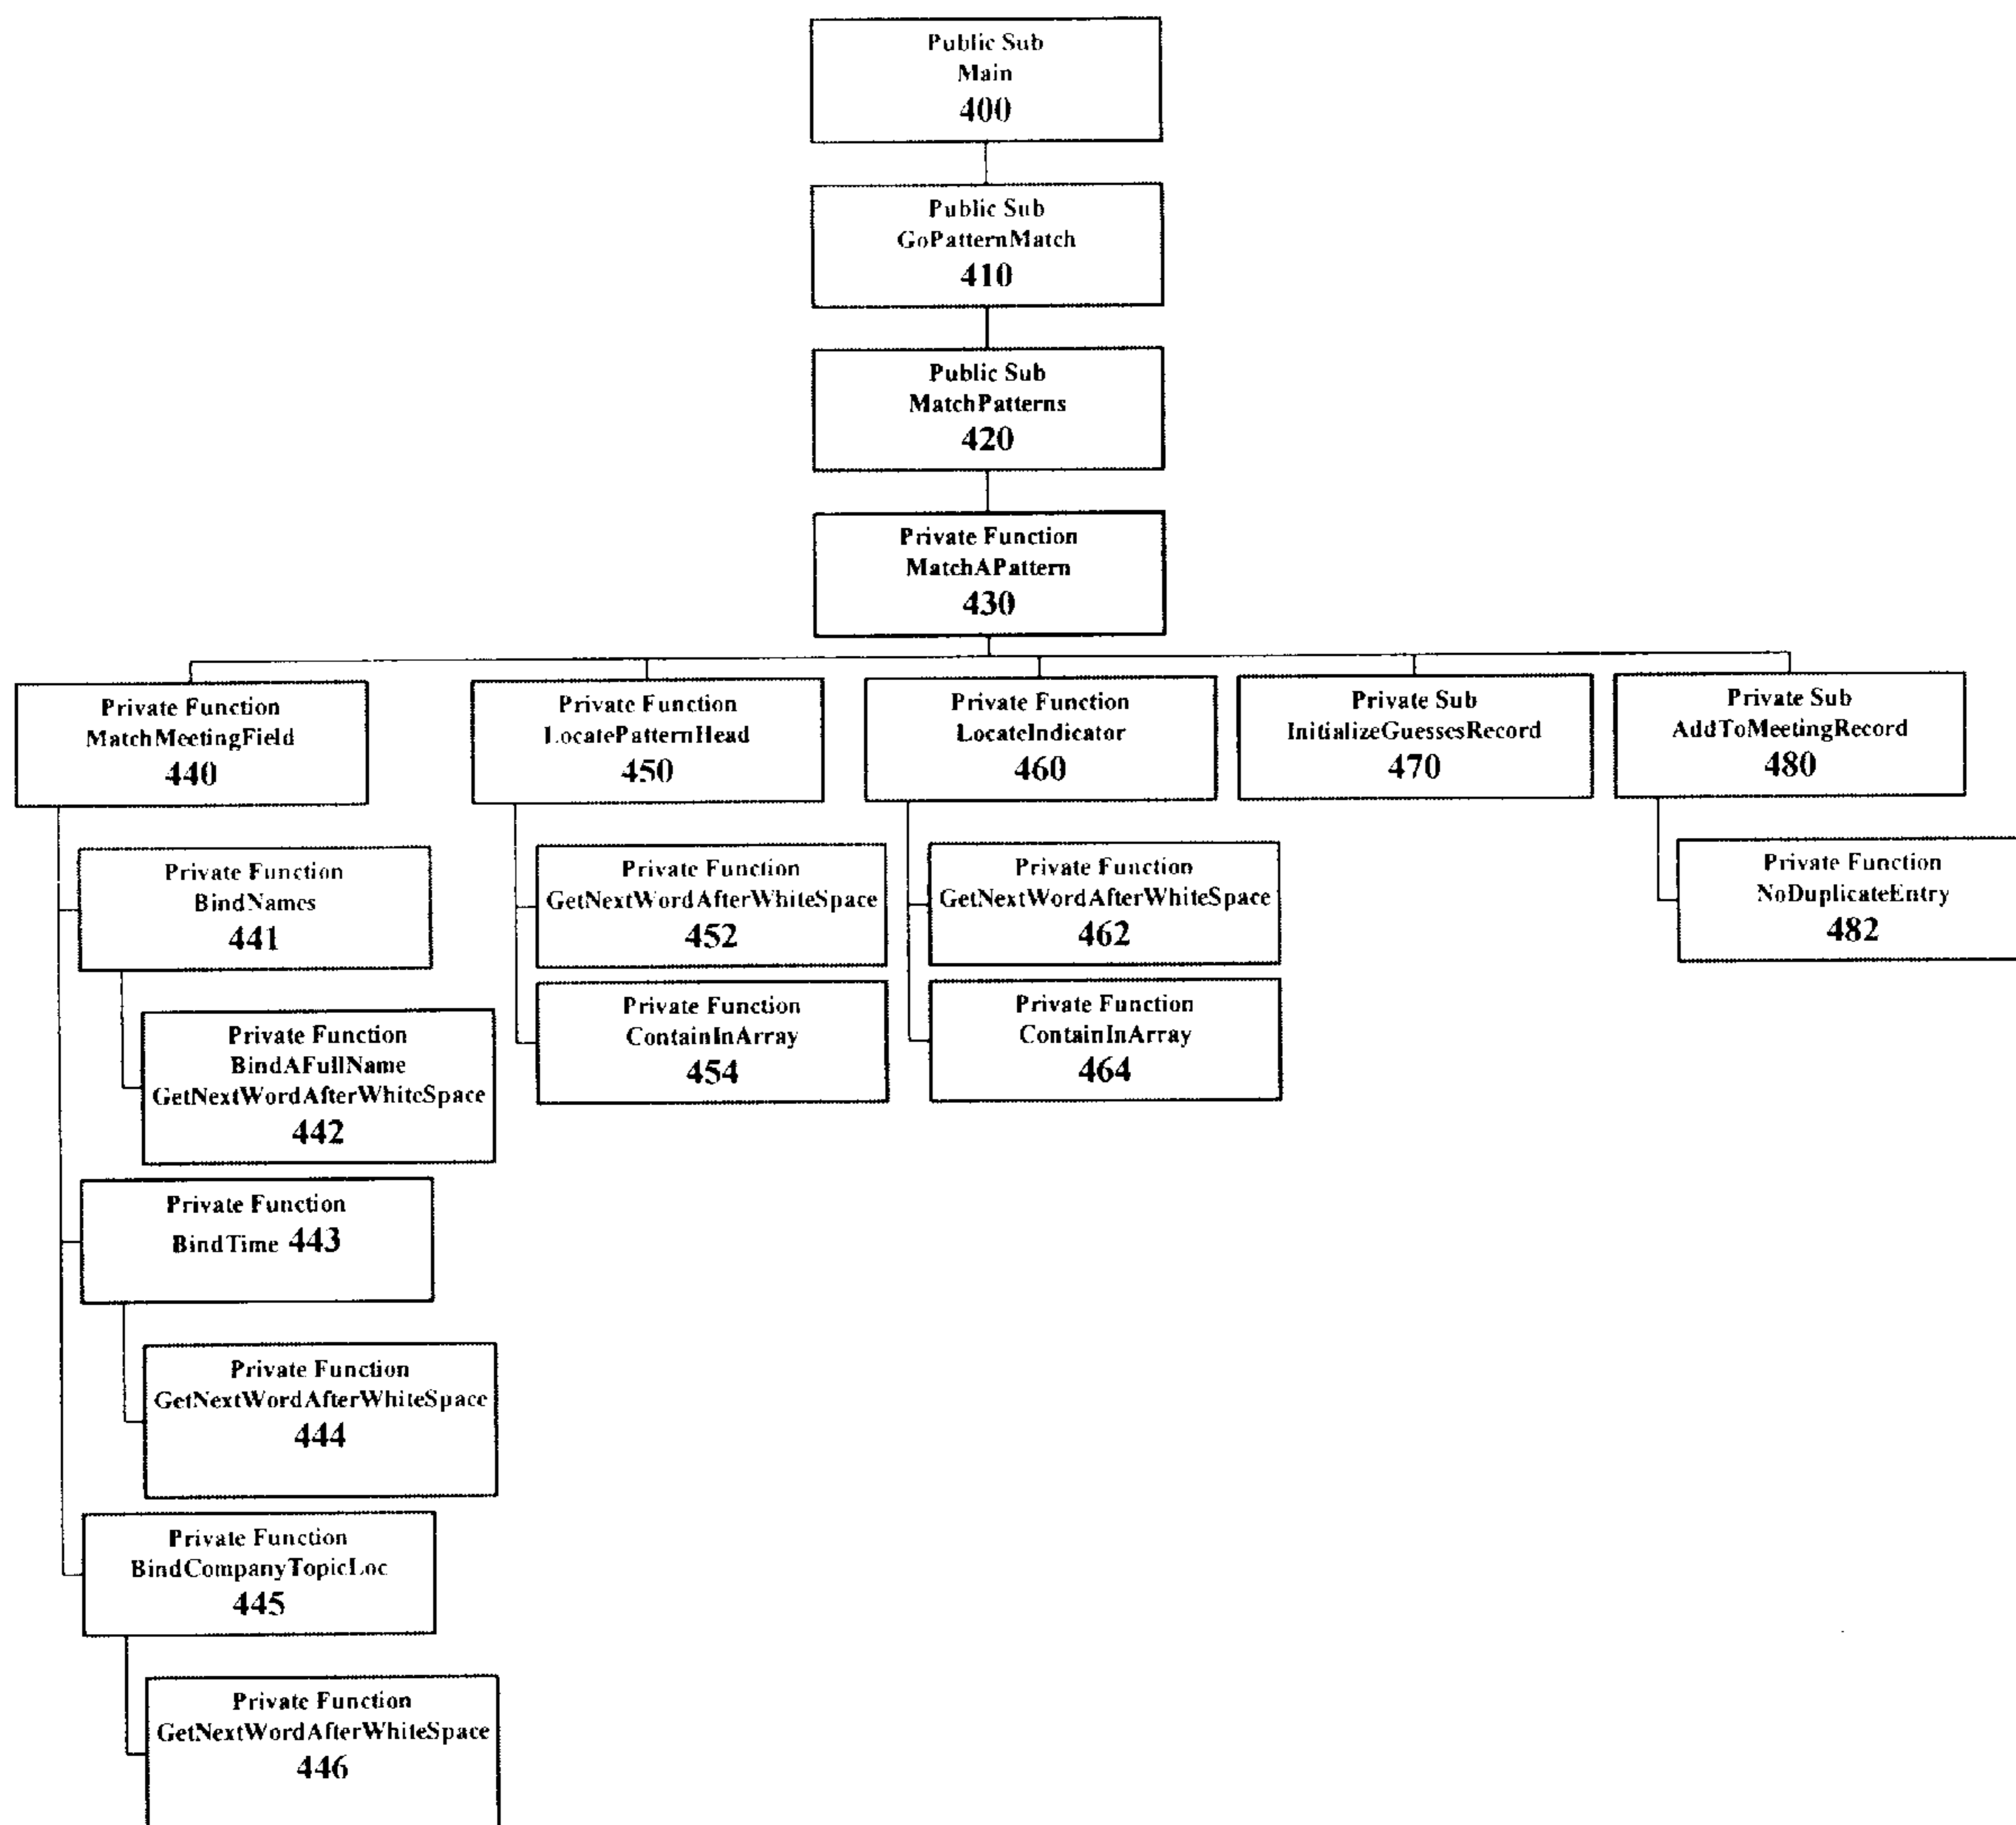 Public Sub
Main
400
Public Sub
GoPatternMatch
410
Public Sub
MatchPatterns
420
Private Function
MatchAPattern
430
Private Function
MatchMeetingField
440
Private Function
LocatePatternHead
450
Private Function
LocateIndicator
460
Private Sub
InitializeGuessesRecord
470
Private Sub
AddToMeetingRecord
480
Private Function
BindNames
441
Private Function
GetNextWordAfterWhiteSpace
452
Private Function
GetNextWordAfterWhiteSpace
462
Private Function
NoDuplicateEntry
482
Private Function
ContainInArray
454
Private Function
ContainInArray
464
Private Function
BindAFullName
GetNextWordAfterWhiteSpace
442
Private Function
BindTime 443
Private Function
GetNextWordAfterWhiteSpace
444
Private Function
BindCompanyTopicLoc
445
Private Function
GetNextWordAfterWhiteSpace
446